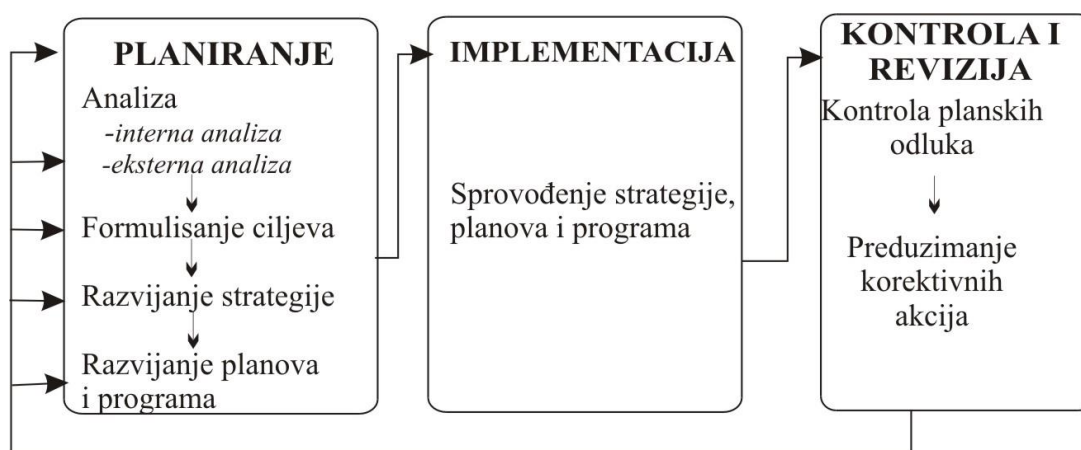 PLANIRANJE
Analiza
-interna analiza
-eksterna analiza
Formulisanje ciljeva
Razvijanje strategije
Razvijanje planova
i programa
IMPLEMENTACIJA
Sprovođenje strategije,
planova i programa
KONTROLA I
REVIZIJA
Kontrola planskih
odluka
Preduzimanje
korektivnih
akcija